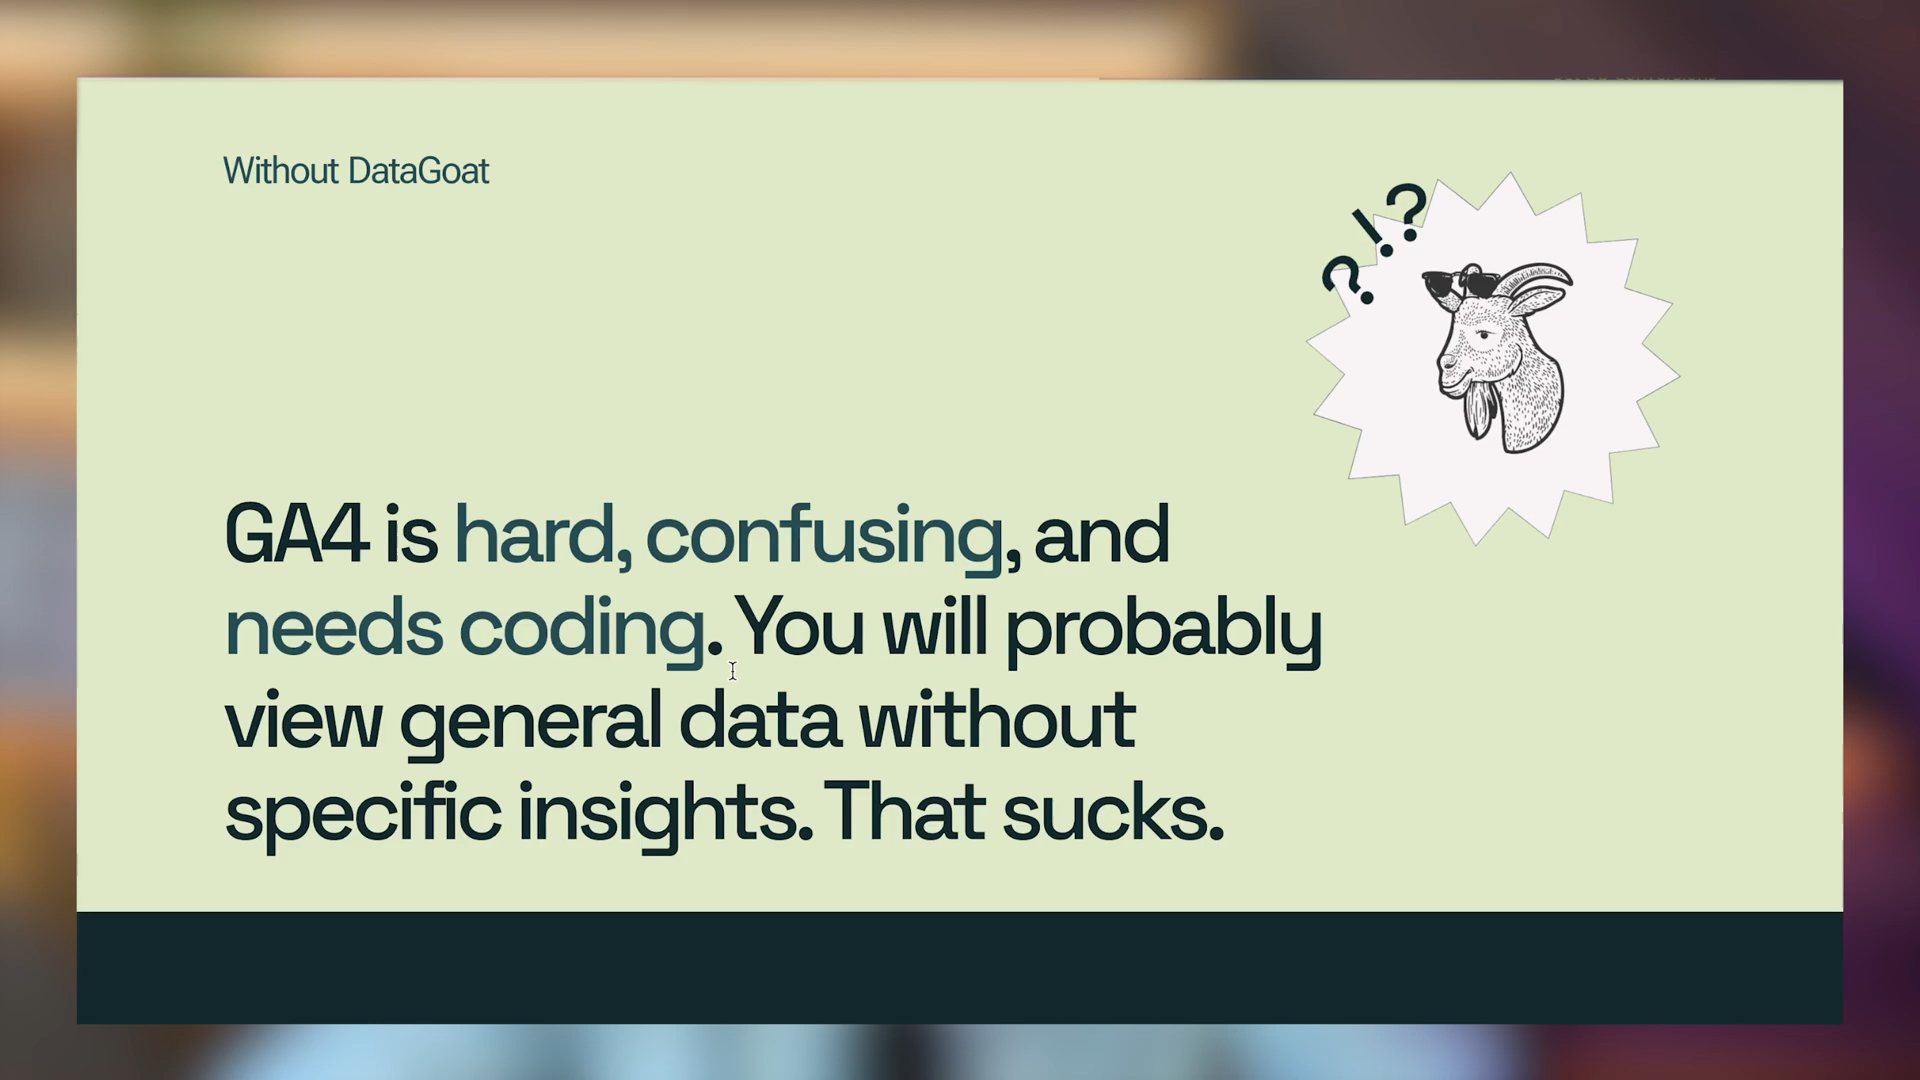 Without DataGoat
?!?
GA4 is hard, confusing, and
needs coding. You will probably
view general data without
specific insights. That sucks.